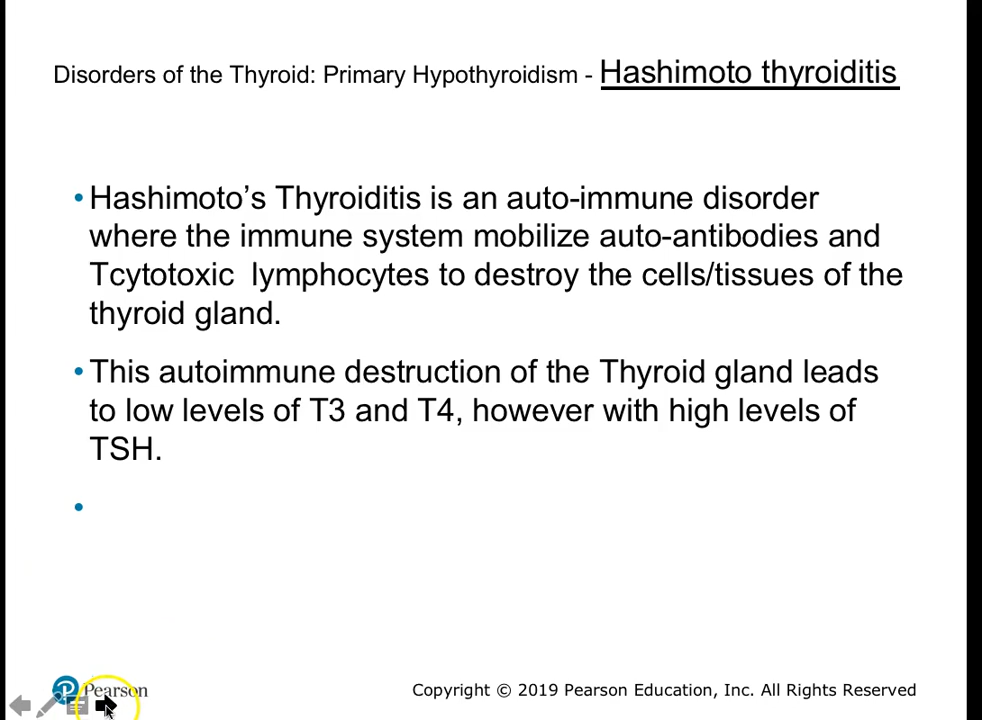 Disorders of the Thyroid: Primary Hypothyroidism - Hashimoto thyroiditis
•Hashimoto’s Thyroiditis is an auto-immune disorder
where the immune system mobilize auto-antibodies and
Tcytotoxic  lymphocytes to destroy the cells/tissues of the
thyroid gland.
•This autoimmune destruction of the Thyroid gland leads
to low levels of T3 and T4, however with high levels of
TSH.
•
Pearson
Copyright © 2019 Pearson Education, Inc. All Rights Reserved